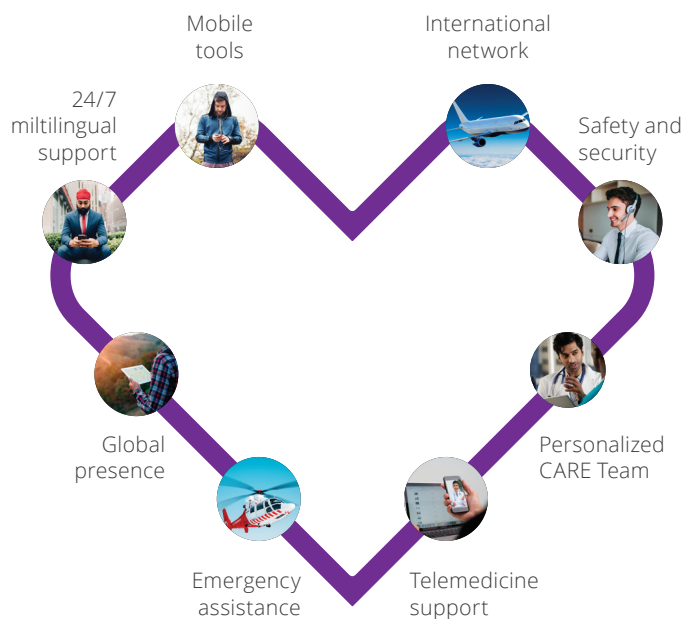 Mobile
tools
International
network
24/7
miltilingual
support
Safety and
security
Global
presence
Personalized
CARE Team
Emergency
assistance
Telemedicine
support